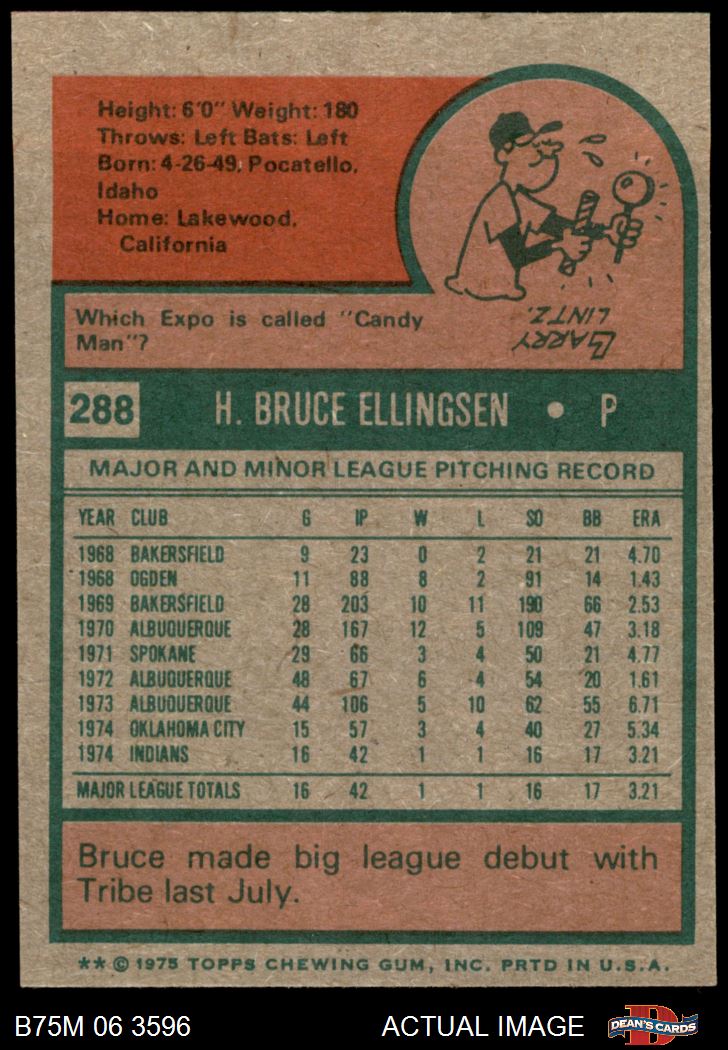 Height: 6'0" Weight: 180
Throws: Left Bats: Left
Born: 4-26-49, Pocatello,
Idaho
Home: Lakewood,
California
Which Expo is called "Candy
Man"?
LARRY
LINTZ.
288 H. BRUCE ELLINGSEN • P
MAJOR AND MINOR LEAGUE PITCHING RECORD
YEAR CLUB G IP W L SO BB ERA
1968 BAKERSFIELD 9 23 0 2 21 21 4.70
1968 OGDEN 11 88 8 2 91 14 1.43
1969 BAKERSFIELD 28 203 10 11 190 66 2.53
1970 ALBUQUERQUE 28 167 12 5 109 47 3.18
1971 SPOKANE 29 66 3 4 50 21 4.77
1972 ALBUQUERQUE 48 67 6 4 54 20 1.61
1973 ALBUQUERQUE 44 106 5 10 62 55 6.71
1974 OKLAHOMA CITY 15 57 3 4 40 27 5.34
1974 INDIANS 16 42 1 1 16 17 3.21
MAJOR LEAGUE TOTALS 16 42 1 1 16 17 3.21
Bruce made big league debut with
Tribe last July.
** © 1975 TOPPS CHEWING GUM, INC. PRTD IN U.S.A.
B75M 06 3596 ACTUAL IMAGE DEAN'S CARDS